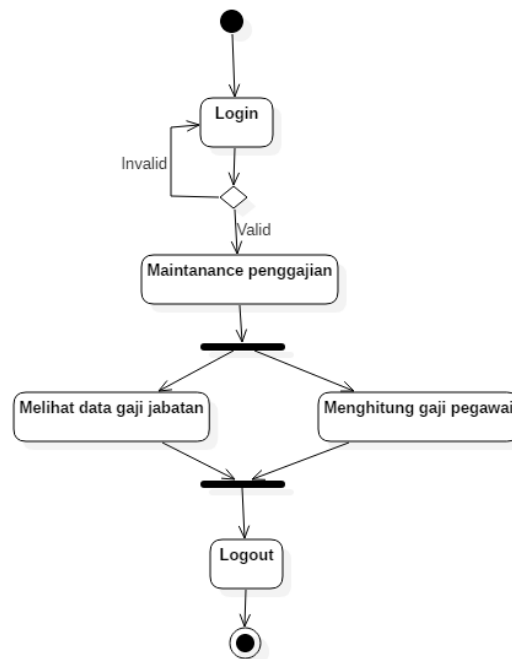 Login
Invalid
Valid
Maintanance penggajian
Melihat data gaji jabatan
Menghitung gaji pegawai
Logout